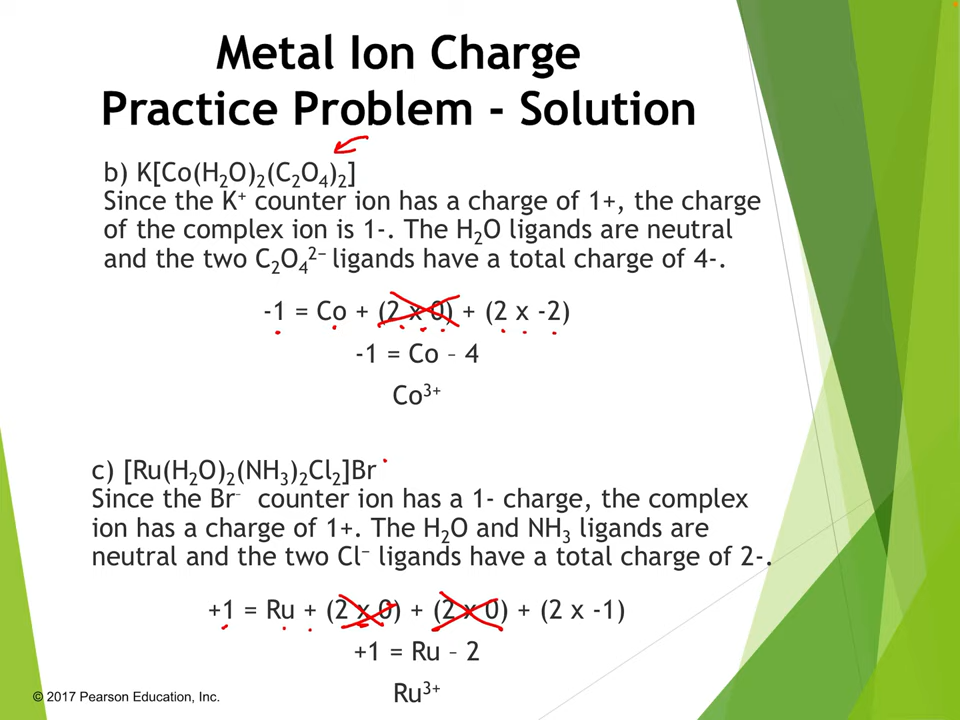 Metal Ion Charge
Practice Problem - Solution
b) K[Co(H₂O)₂(C₂O₄)₂]
Since the K⁺ counter ion has a charge of 1+, the charge
of the complex ion is 1-. The H₂O ligands are neutral
and the two C₂O₄²⁻ ligands have a total charge of 4-.
-1 = Co + (2 x 0) + (2 x -2)
-1 = Co – 4
Co³⁺
c) [Ru(H₂O)₂(NH₃)₂Cl₂]Br
Since the Br⁻ counter ion has a 1- charge, the complex
ion has a charge of 1+. The H₂O and NH₃ ligands are
neutral and the two Cl⁻ ligands have a total charge of 2-.
+1 = Ru + (2 x 0) + (2 x 0) + (2 x -1)
+1 = Ru – 2
Ru³⁺
© 2017 Pearson Education, Inc.